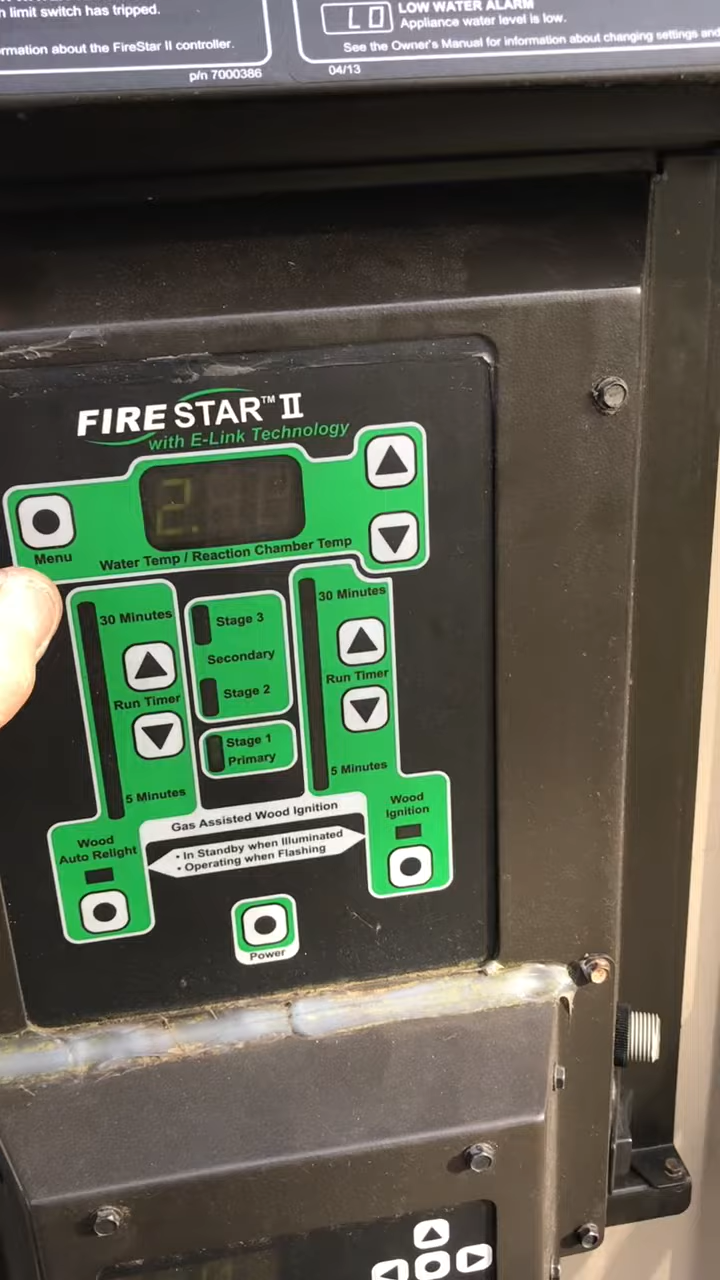 limit switch has tripped.
rmation about the FireStar II controller.
p/n 7000386
LO
LOW WATER ALARM
Appliance water level is low.
See the Owner's Manual for information about changing settings and
04/13
FIRE STAR™ II
with E-Link Technology
2.
Menu
Water Temp / Reaction Chamber Temp
30 Minutes
Run Timer
5 Minutes
Stage 3
Secondary
Stage 2
Stage 1
Primary
30 Minutes
Run Timer
5 Minutes
Gas Assisted Wood Ignition
• In Standby when Illuminated
• Operating when Flashing
Wood
Auto Relight
Wood
Ignition
Power